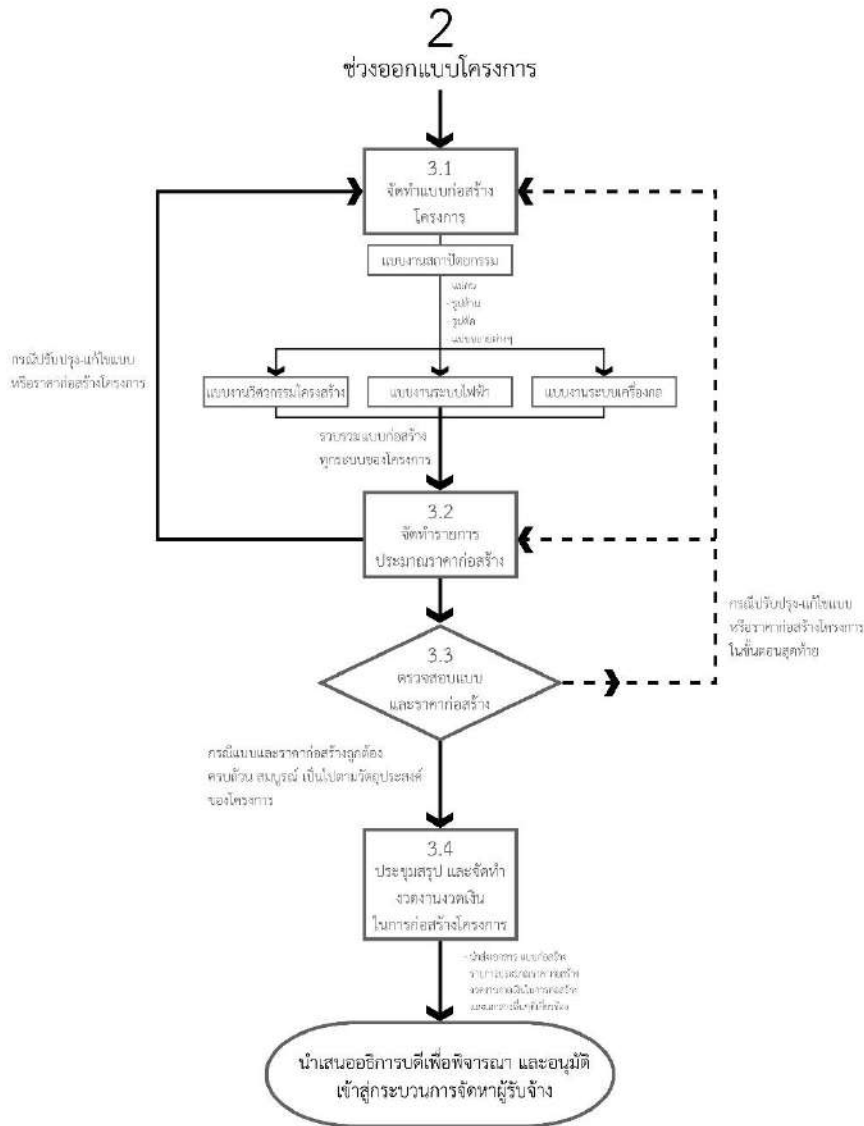 2
ช่วงออกแบบโครงการ
3.1
จัดทำแบบก่อสร้าง
โครงการ
แบบงานสถาปัตยกรรม
- รูปด้าน
- รูปตัด
- แบบขยายต่างๆ
กรณีปรับปรุง-แก้ไขแบบ
หรือราคาก่อสร้างโครงการ
แบบงานวิศวกรรมโครงสร้าง
แบบงานระบบไฟฟ้า
แบบงานระบบเครื่องกล
รวบรวมแบบก่อสร้าง
ทุกระบบของโครงการ
3.2
จัดทำรายการ
ประมาณราคาก่อสร้าง
กรณีปรับปรุง-แก้ไขแบบ
หรือราคาก่อสร้างโครงการ
ในขั้นตอนสุดท้าย
3.3
ตรวจสอบแบบ
และราคาก่อสร้าง
กรณีแบบและราคาก่อสร้างถูกต้อง
ครบถ้วน สมบูรณ์ เป็นไปตามวัตถุประสงค์
ของโครงการ
3.4
ประชุมสรุป และจัดทำ
งวดงานงวดเงิน
ในการก่อสร้างโครงการ
นำเสนออธิการบดีเพื่อพิจารณา และอนุมัติ
เข้าสู่กระบวนการจัดหาผู้รับจ้าง